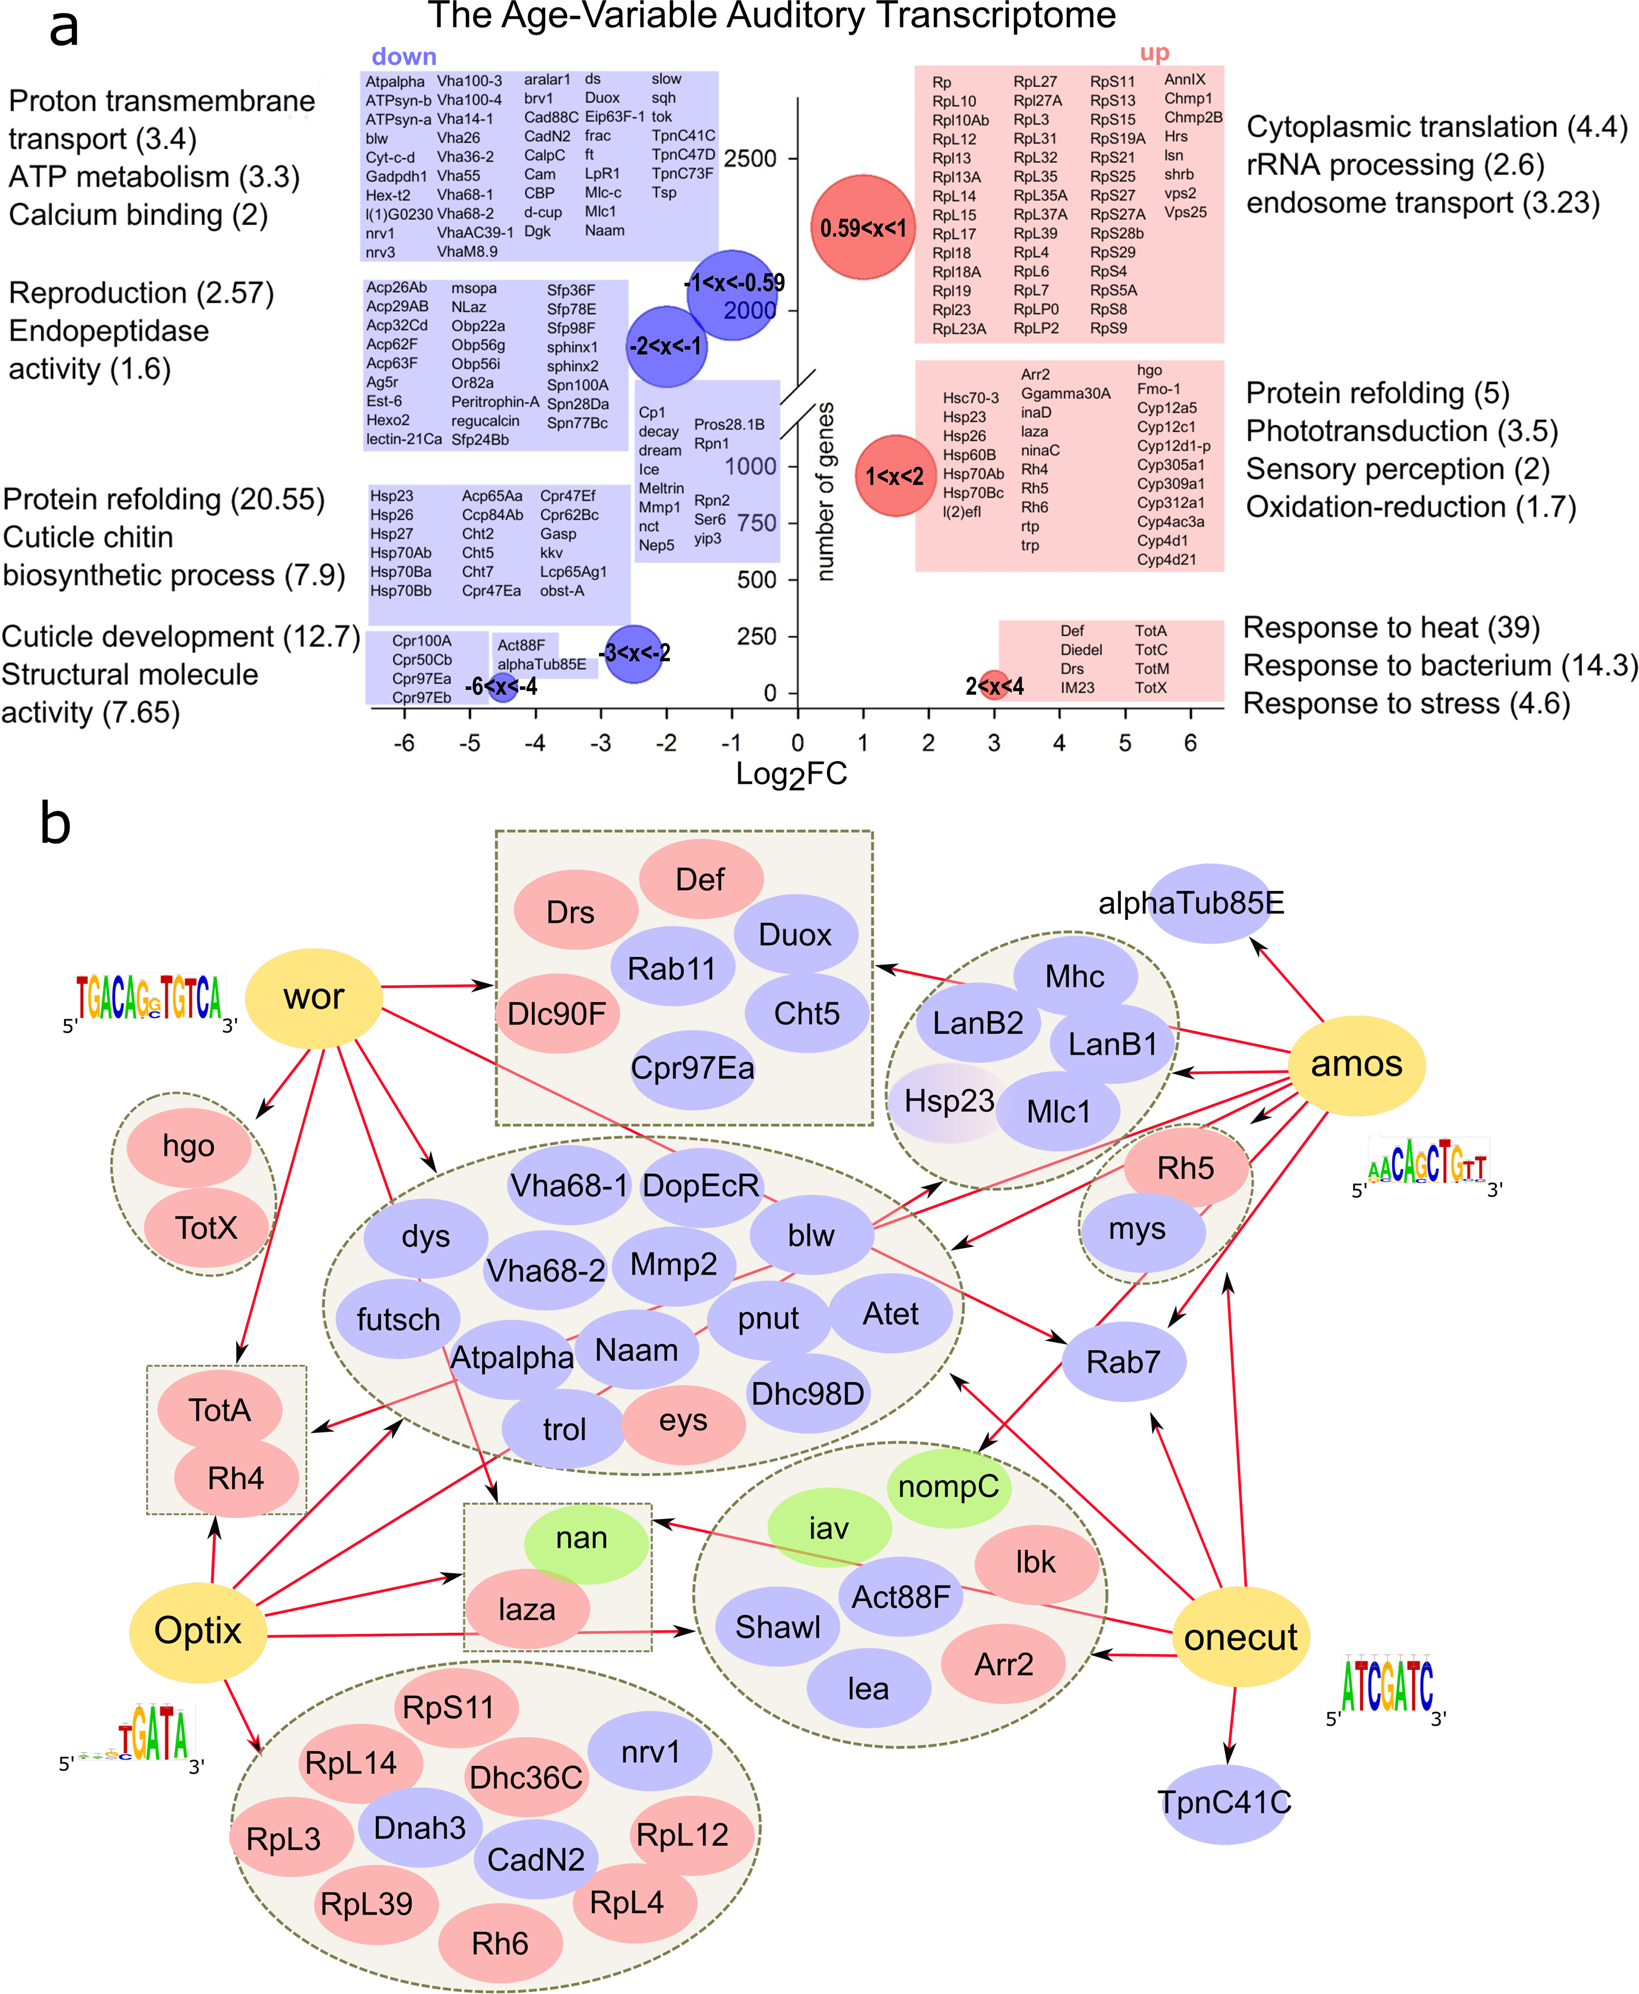 a
The Age-Variable Auditory Transcriptome
down
up
Proton transmembrane
transport (3.4)
ATP metabolism (3.3)
Calcium binding (2)
Atpalpha Vha100-3 aralar1 ds slow
ATPsyn-b Vha100-4 brv1 Duox sqh
ATPsyn-a Vha14-1 Cad88C Eip63F-1 tok
blw Vha26 CadN2 frac TpnC41C
Cyt-c-d Vha36-2 CalpC ft TpnC47D
Gadpdh1 Vha55 Cam LpR1 TpnC73F
Hex-t2 Vha68-1 CBP Mlc-c Tsp
l(1)G0230 Vha68-2 d-cup Mlc1
nrv1 VhaAC39-1 Dgk Naam
nrv3 VhaM8.9
Reproduction (2.57)
Endopeptidase
activity (1.6)
Acp26Ab msopa Sfp36F
Acp29AB NLaz Sfp78E
Acp32Cd Obp22a Sfp98F
Acp62F Obp56g sphinx1
Acp63F Obp56i sphinx2
Ag5r Or82a Spn100A
Est-6 Peritrophin-A Spn28Da
Hexo2 regucalcin Spn77Bc
lectin-21Ca Sfp24Bb
Cp1 Pros28.1B
decay Rpn1
dream
Ice
Meltrin Rpn2
Mmp1 Ser6
nct yip3
Nep5
Protein refolding (20.55)
Cuticle chitin
biosynthetic process (7.9)
Hsp23 Acp65Aa Cpr47Ef
Hsp26 Ccp84Ab Cpr62Bc
Hsp27 Cht2 Gasp
Hsp70Ab Cht5 kkv
Hsp70Ba Cht7 Lcp65Ag1
Hsp70Bb Cpr47Ea obst-A
Cuticle development (12.7)
Structural molecule
activity (7.65)
Cpr100A
Cpr50Cb
Cpr97Ea
Cpr97Eb
Act88F
alphaTub85E
-1<x<-0.59
-2<x<-1
-3<x<-2
-6<x<-4
0.59<x<1
1<x<2
2<x<4
2500
2000
1000
750
500
250
0
number of genes
Rp RpL27 RpS11 AnnIX
RpL10 Rpl27A RpS13 Chmp1
Rpl10Ab RpL3 RpS15 Chmp2B
RpL12 RpL31 RpS19A Hrs
Rpl13 RpL32 RpS21 lsn
Rpl13A RpL35 RpS25 shrb
RpL14 RpL35A RpS27 vps2
RpL15 RpL37A RpS27A Vps25
RpL17 RpL39 RpS28b
Rpl18 RpL4 RpS29
Rpl18A RpL6 RpS4
Rpl19 RpL7 RpS5A
Rpl23 RpLP0 RpS8
RpL23A RpLP2 RpS9
Cytoplasmic translation (4.4)
rRNA processing (2.6)
endosome transport (3.23)
Hsc70-3
Hsp23
Hsp26
Hsp60B
Hsp70Ab
Hsp70Bc
l(2)efl
Arr2
Ggamma30A
inaD
laza
ninaC
Rh4
Rh5
Rh6
rtp
trp
hgo
Fmo-1
Cyp12a5
Cyp12c1
Cyp12d1-p
Cyp305a1
Cyp309a1
Cyp312a1
Cyp4ac3a
Cyp4d1
Cyp4d21
Protein refolding (5)
Phototransduction (3.5)
Sensory perception (2)
Oxidation-reduction (1.7)
Def TotA
Diedel TotC
Drs TotM
IM23 TotX
Response to heat (39)
Response to bacterium (14.3)
Response to stress (4.6)
-6 -5 -4 -3 -2 -1 0 1 2 3 4 5 6
Log2FC
b
Def
Drs
Duox
Rab11
Dlc90F
Cht5
Cpr97Ea
alphaTub85E
Mhc
LanB2
LanB1
Hsp23
Mlc1
wor
TGACAGGTGTCA
5' 3'
amos
AACAGCTGTT
5' 3'
hgo
TotX
Rh5
mys
Vha68-1
DopEcR
dys
blw
Vha68-2
Mmp2
futsch
pnut
Atet
Atpalpha
Naam
Dhc98D
trol
eys
Rab7
TotA
Rh4
nompC
iav
nan
lbk
Act88F
laza
Shawl
Arr2
lea
Optix
TGATA
5' 3'
onecut
ATCGATC
5' 3'
TpnC41C
RpS11
nrv1
RpL14
Dhc36C
Dnah3
RpL3
RpL12
CadN2
RpL39
RpL4
Rh6